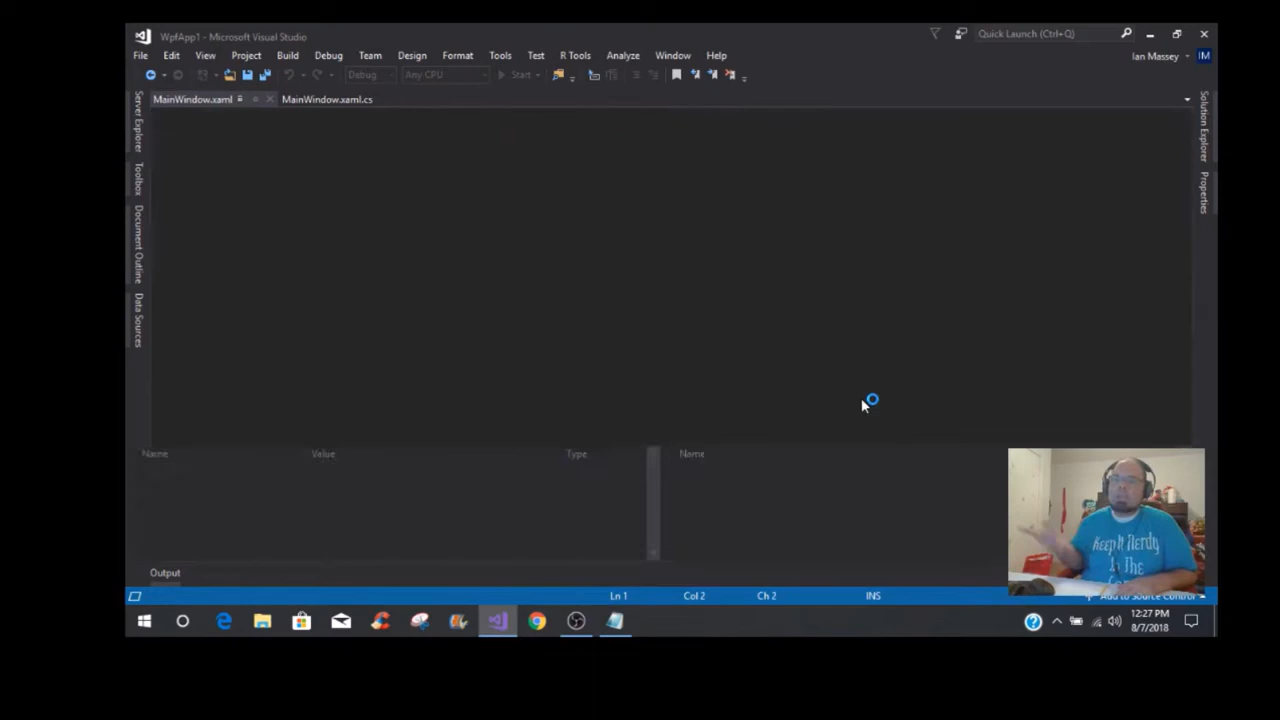 WpfApp1 - Microsoft Visual Studio
Quick Launch (Ctrl+Q)
File Edit View Project Build Debug Team Design Format Tools Test R Tools Analyze Window Help
Ian Massey IM
Debug Any CPU Start
MainWindow.xaml MainWindow.xaml.cs
Server Explorer
Toolbox
Document Outline
Data Sources
Solution Explorer
Properties
Name Value Type Name
Keep It Nerdy
In The
Output
Ln 1 Col 2 Ch 2 INS Add to Source Control
12:27 PM
8/7/2018